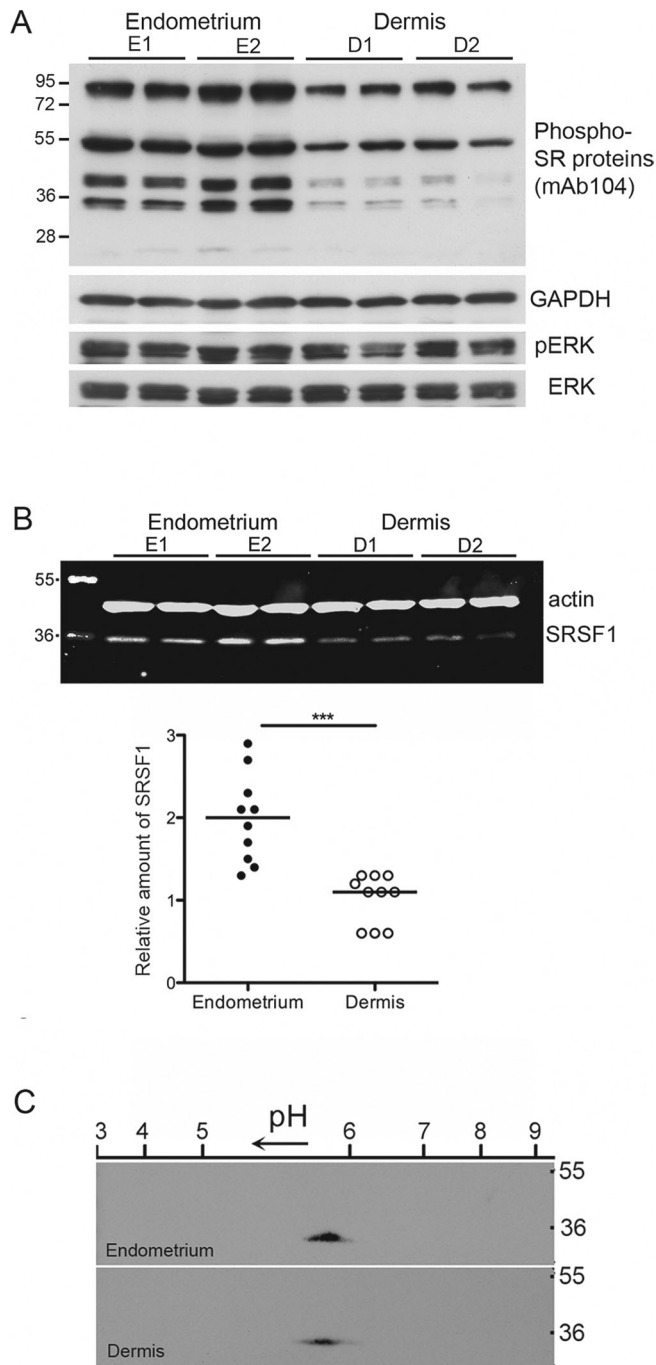 A
Endometrium Dermis
E1 E2 D1 D2
95
72
55
36
28
Phospho-
SR proteins
(mAb104)
GAPDH
pERK
ERK
B
Endometrium Dermis
E1 E2 D1 D2
55
36
actin
SRSF1
***
Relative amount of SRSF1
3
2
1
0
Endometrium Dermis
C
pH
3 4 5 6 7 8 9
55
36
Endometrium
55
36
Dermis